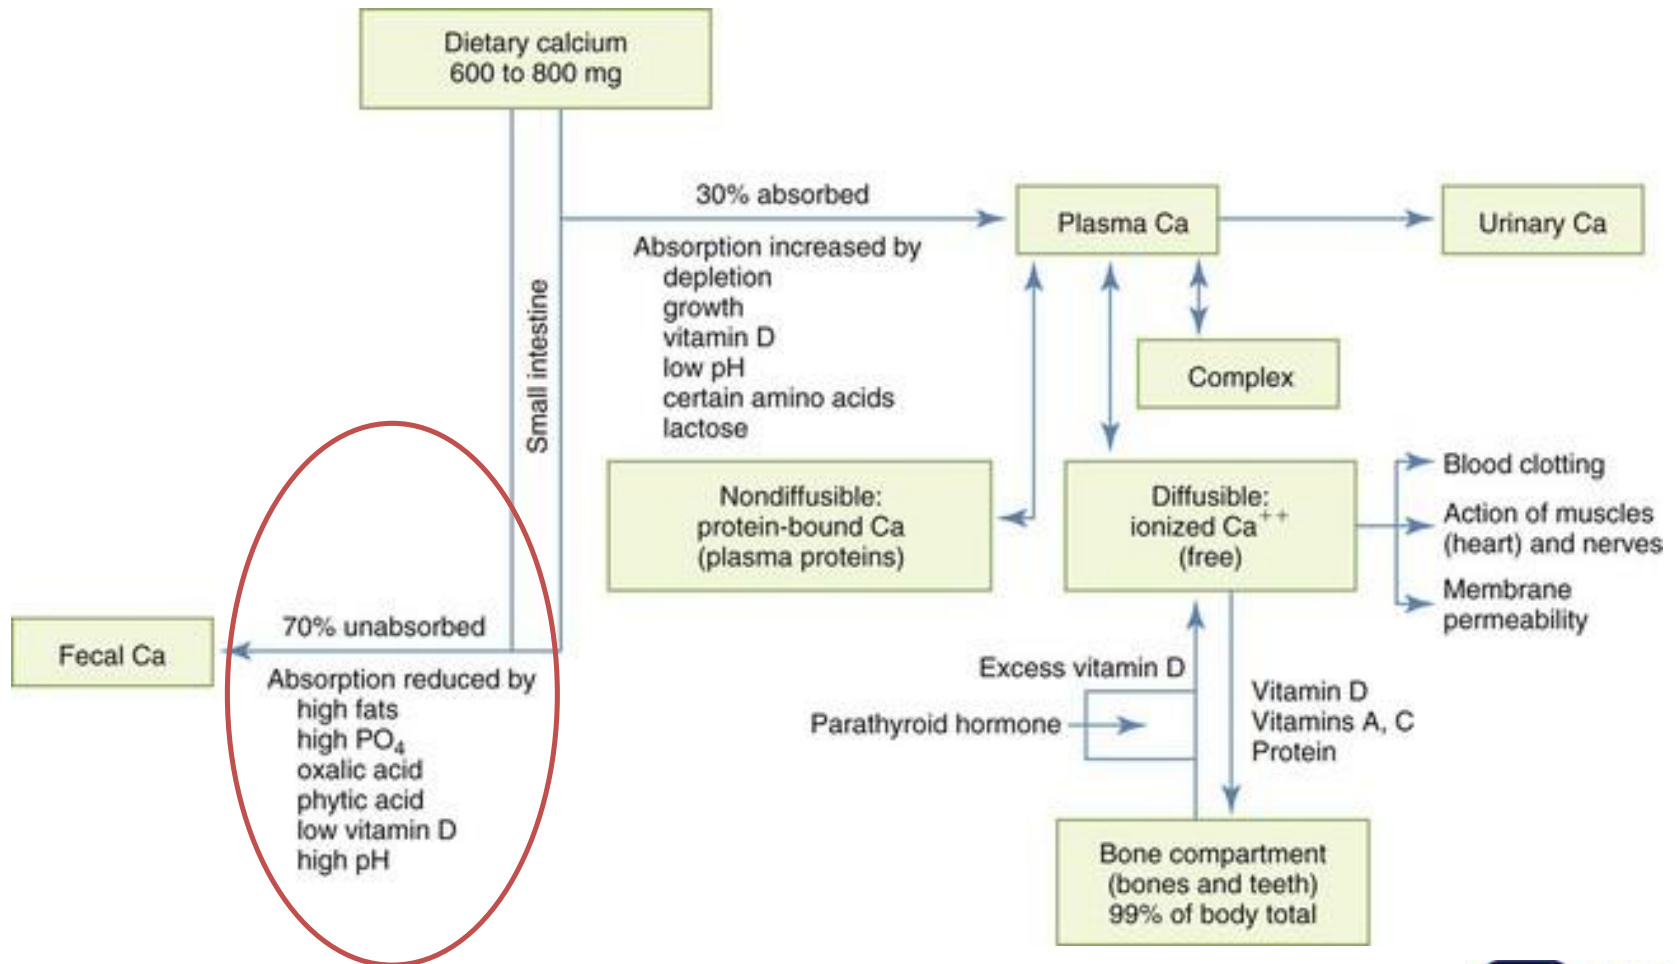 Dietary calcium
600 to 800 mg
Small intestine
30% absorbed
Absorption increased by
depletion
growth
vitamin D
low pH
certain amino acids
lactose
Plasma Ca
Urinary Ca
Complex
Nondiffusible:
protein-bound Ca
(plasma proteins)
Diffusible:
ionized Ca⁺⁺
(free)
Blood clotting
Action of muscles
(heart) and nerves
Membrane
permeability
Fecal Ca
70% unabsorbed
Absorption reduced by
high fats
high PO₄
oxalic acid
phytic acid
low vitamin D
high pH
Excess vitamin D
Parathyroid hormone
Vitamin D
Vitamins A, C
Protein
Bone compartment
(bones and teeth)
99% of body total